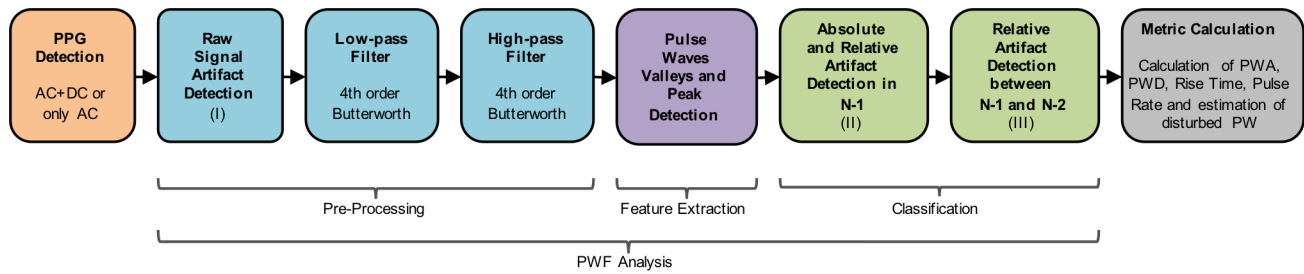 PPG
Detection
AC+DC or
only AC
Raw
Signal
Artifact
Detection
(I)
Low-pass
Filter
4th order
Butterworth
High-pass
Filter
4th order
Butterworth
Pulse
Waves
Valleys and
Peak
Detection
Absolute
and Relative
Artifact
Detection in
N-1
(II)
Relative
Artifact
Detection
between
N-1 and N-2
(III)
Metric Calculation
Calculation of PWA,
PWD, Rise Time, Pulse
Rate and estimation of
disturbed PW
Pre-Processing
Feature Extraction
Classification
PWF Analysis